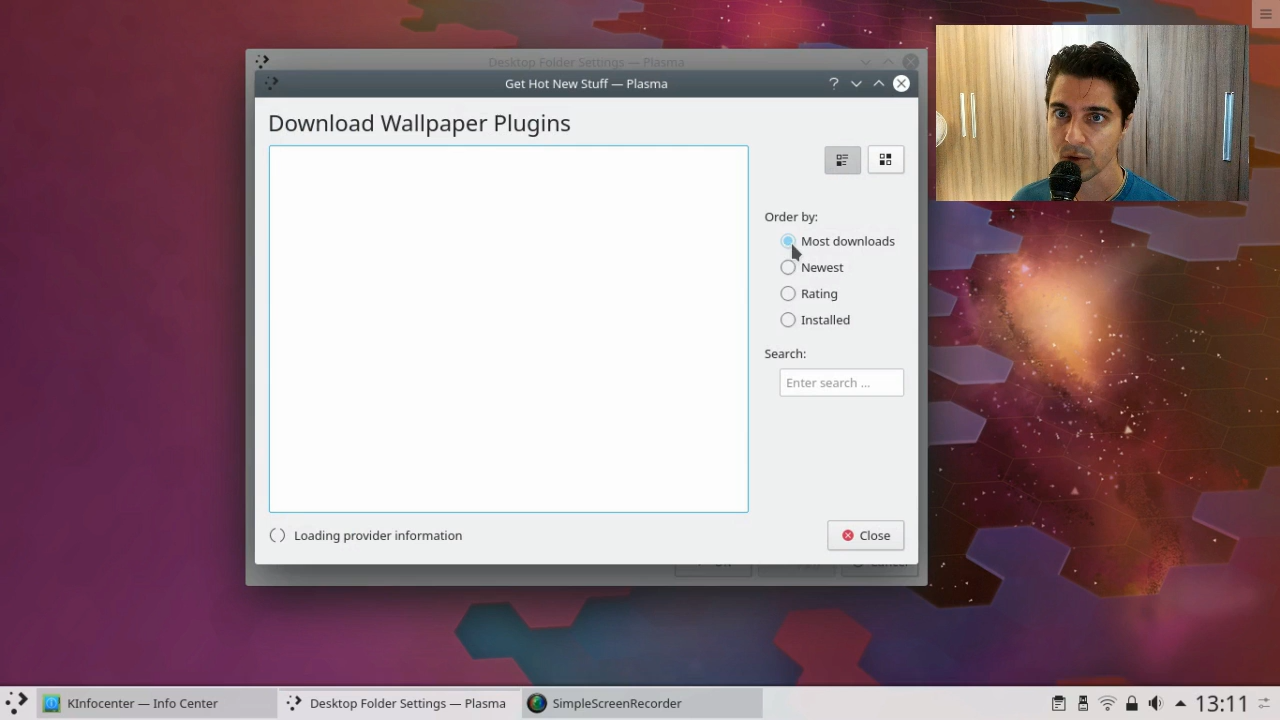 Desktop Folder Settings — Plasma
Get Hot New Stuff — Plasma
Download Wallpaper Plugins
Order by:
Most downloads
Newest
Rating
Installed
Search:
Enter search ...
Loading provider information
Close
KInfocenter — Info Center
Desktop Folder Settings — Plasma
SimpleScreenRecorder
13:11